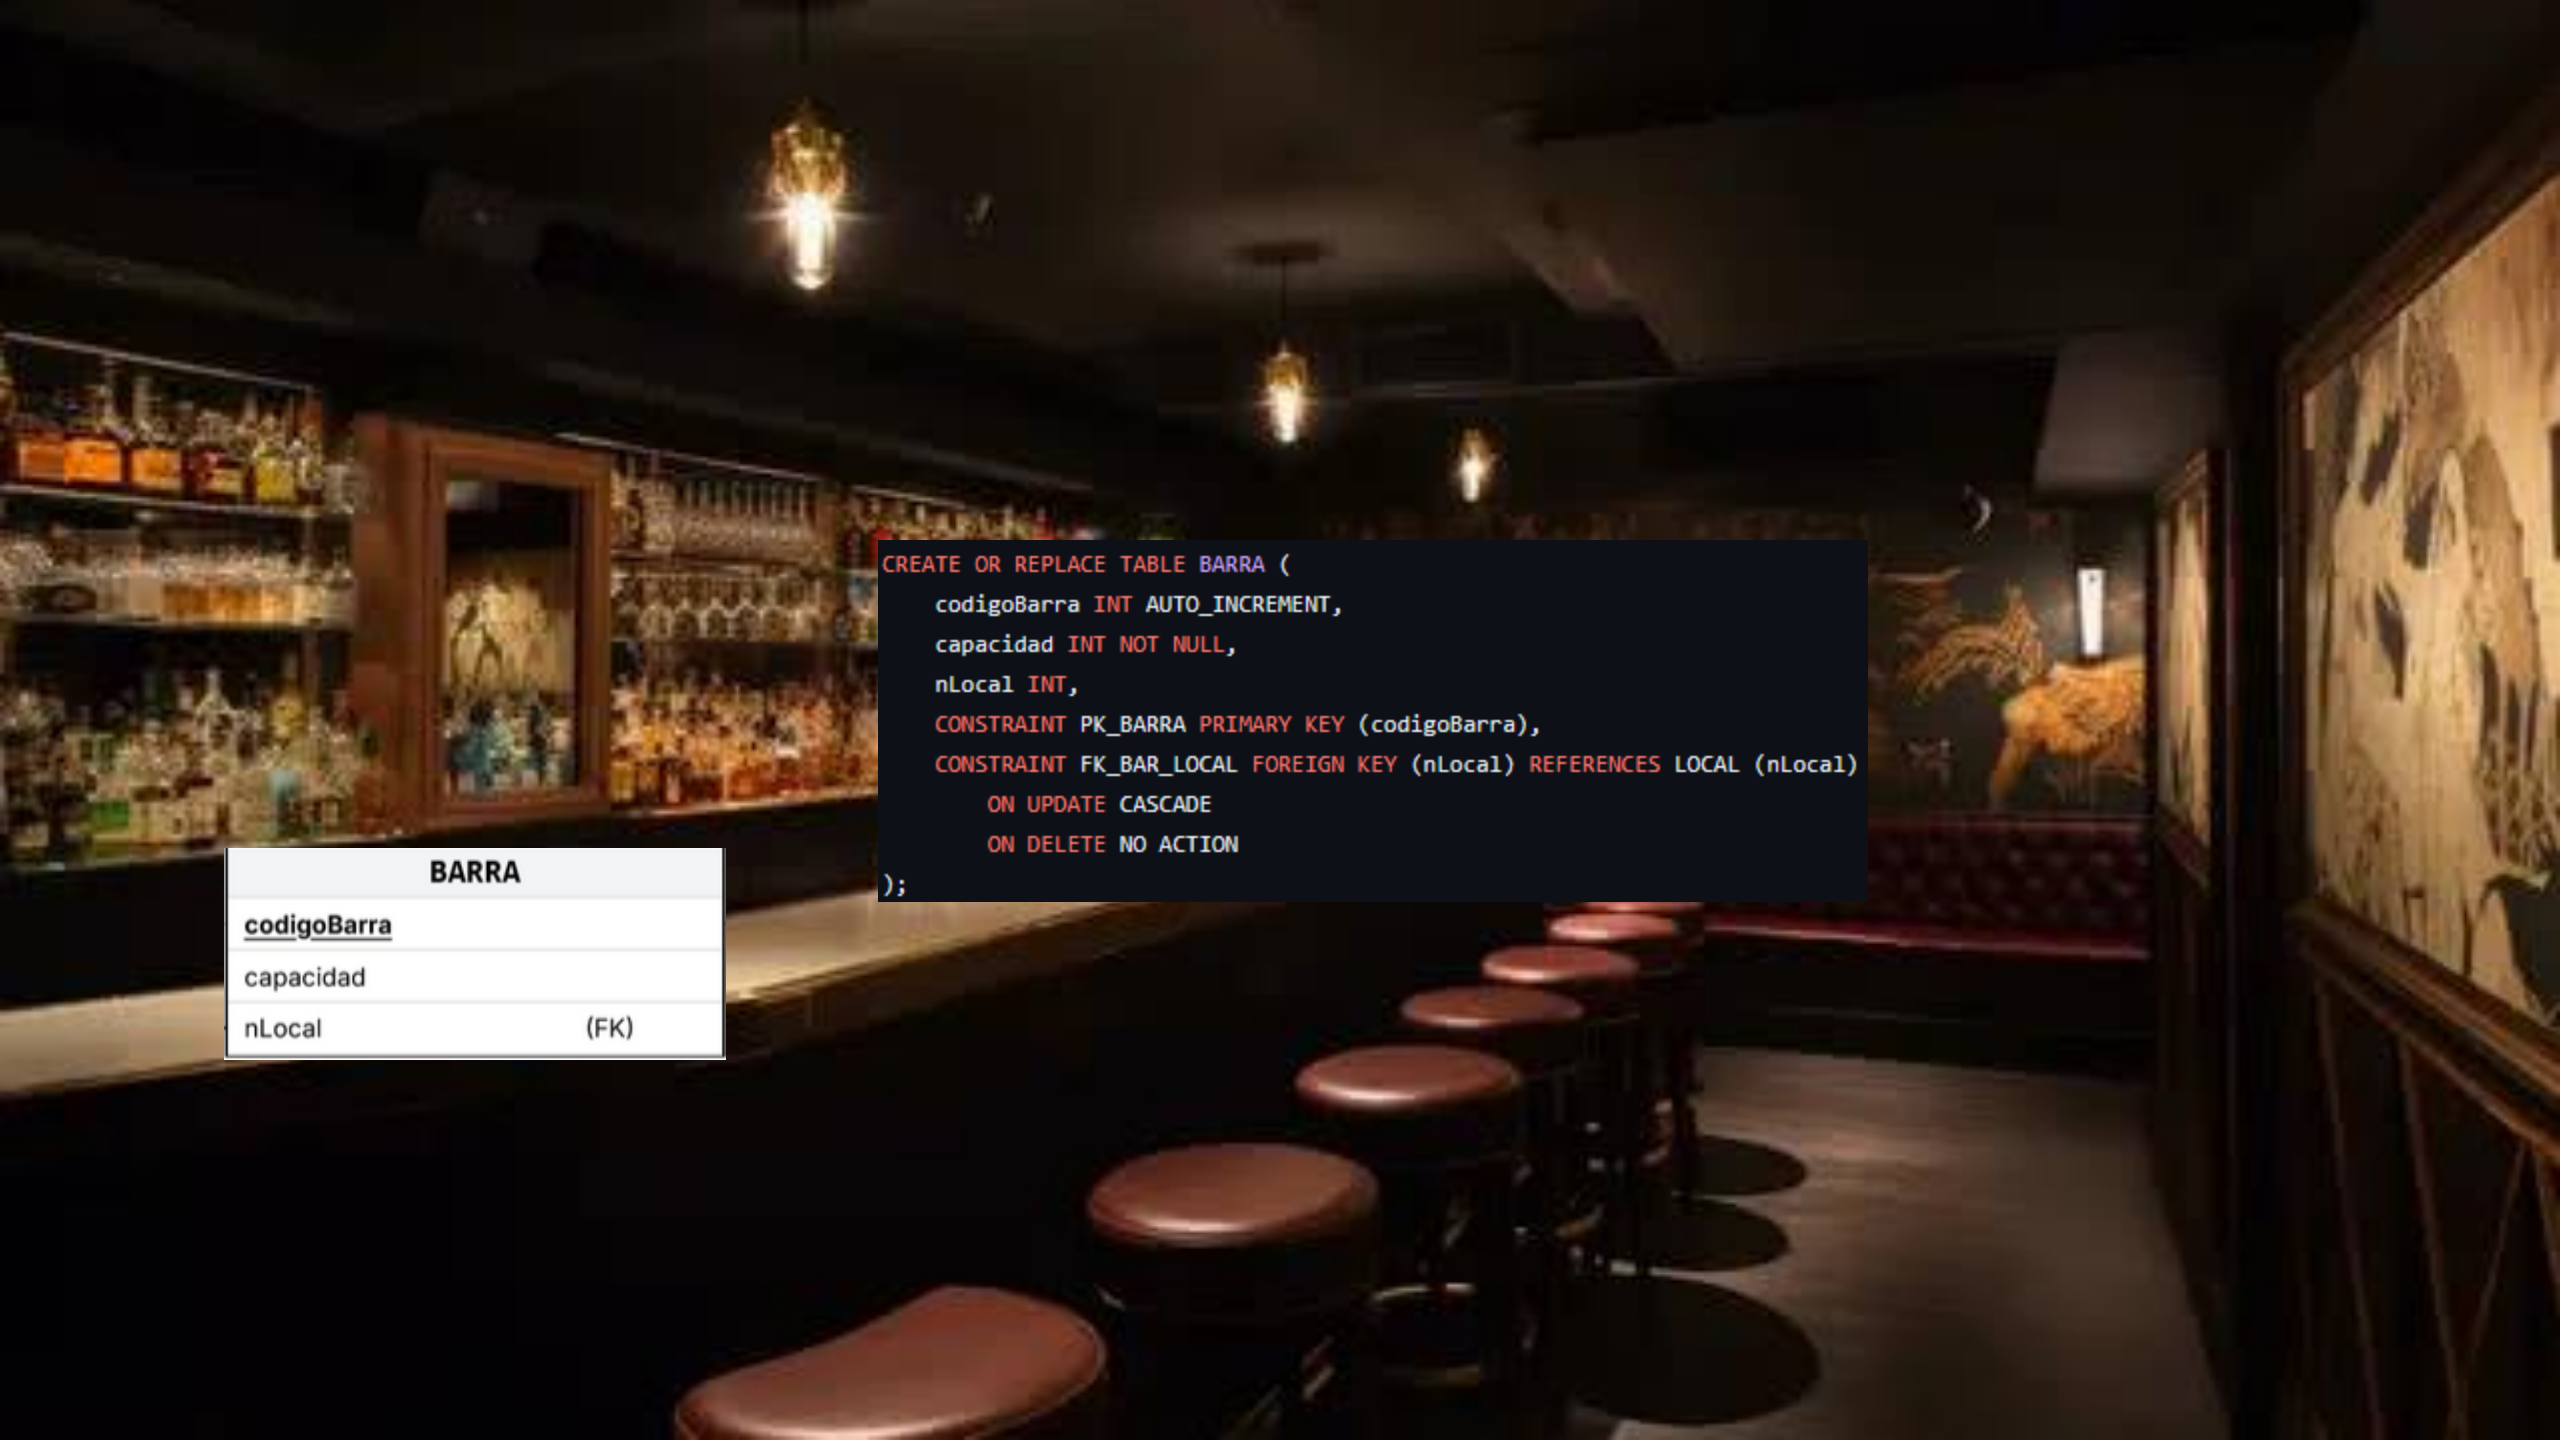 CREATE OR REPLACE TABLE BARRA (
codigoBarra INT AUTO_INCREMENT,
capacidad INT NOT NULL,
nLocal INT,
CONSTRAINT PK_BARRA PRIMARY KEY (codigoBarra),
CONSTRAINT FK_BAR_LOCAL FOREIGN KEY (nLocal) REFERENCES LOCAL (nLocal)
ON UPDATE CASCADE
ON DELETE NO ACTION
);
BARRA
codigoBarra
capacidad
nLocal (FK)